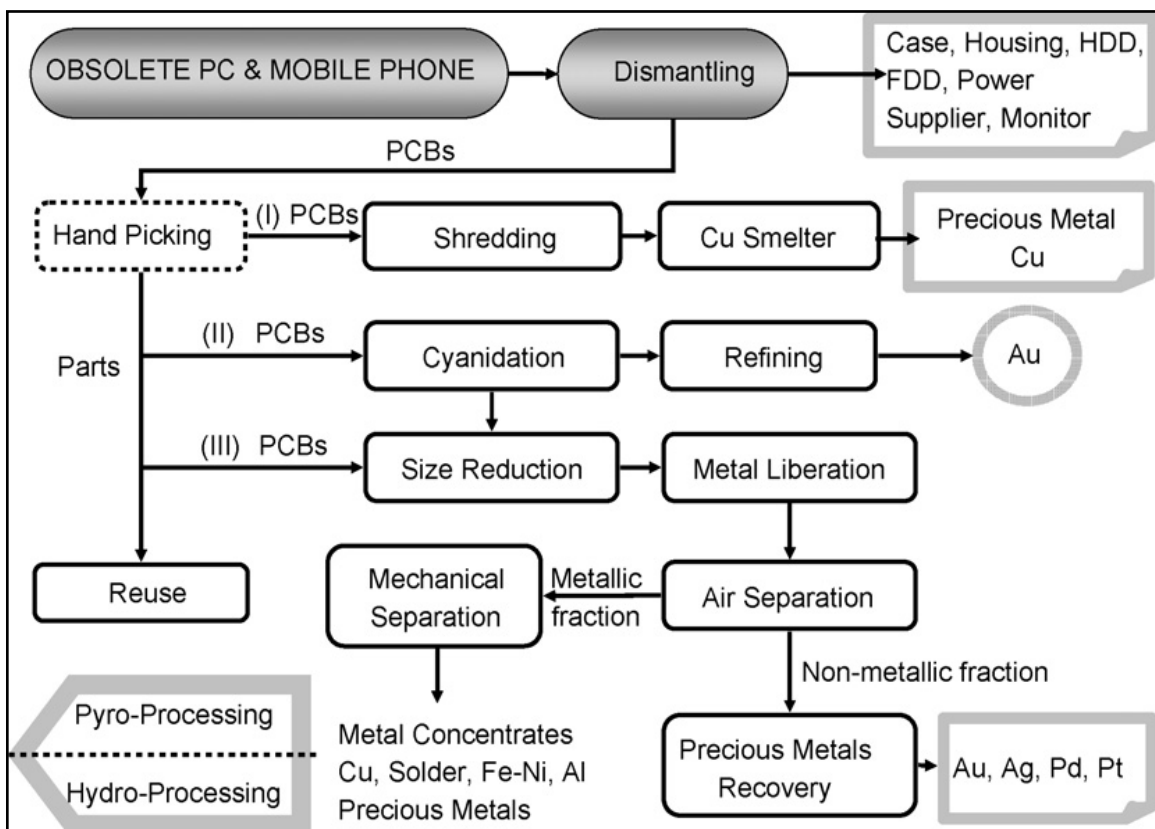 OBSOLETE PC & MOBILE PHONE
Dismantling
Case, Housing, HDD,
FDD, Power
Supplier, Monitor
PCBs
Hand Picking
(I) PCBs
Shredding
Cu Smelter
Precious Metal
Cu
(II) PCBs
Cyanidation
Refining
Au
Parts
(III) PCBs
Size Reduction
Metal Liberation
Reuse
Mechanical
Separation
Metallic
fraction
Air Separation
Non-metallic fraction
Pyro-Processing
Hydro-Processing
Metal Concentrates
Cu, Solder, Fe-Ni, Al
Precious Metals
Precious Metals
Recovery
Au, Ag, Pd, Pt